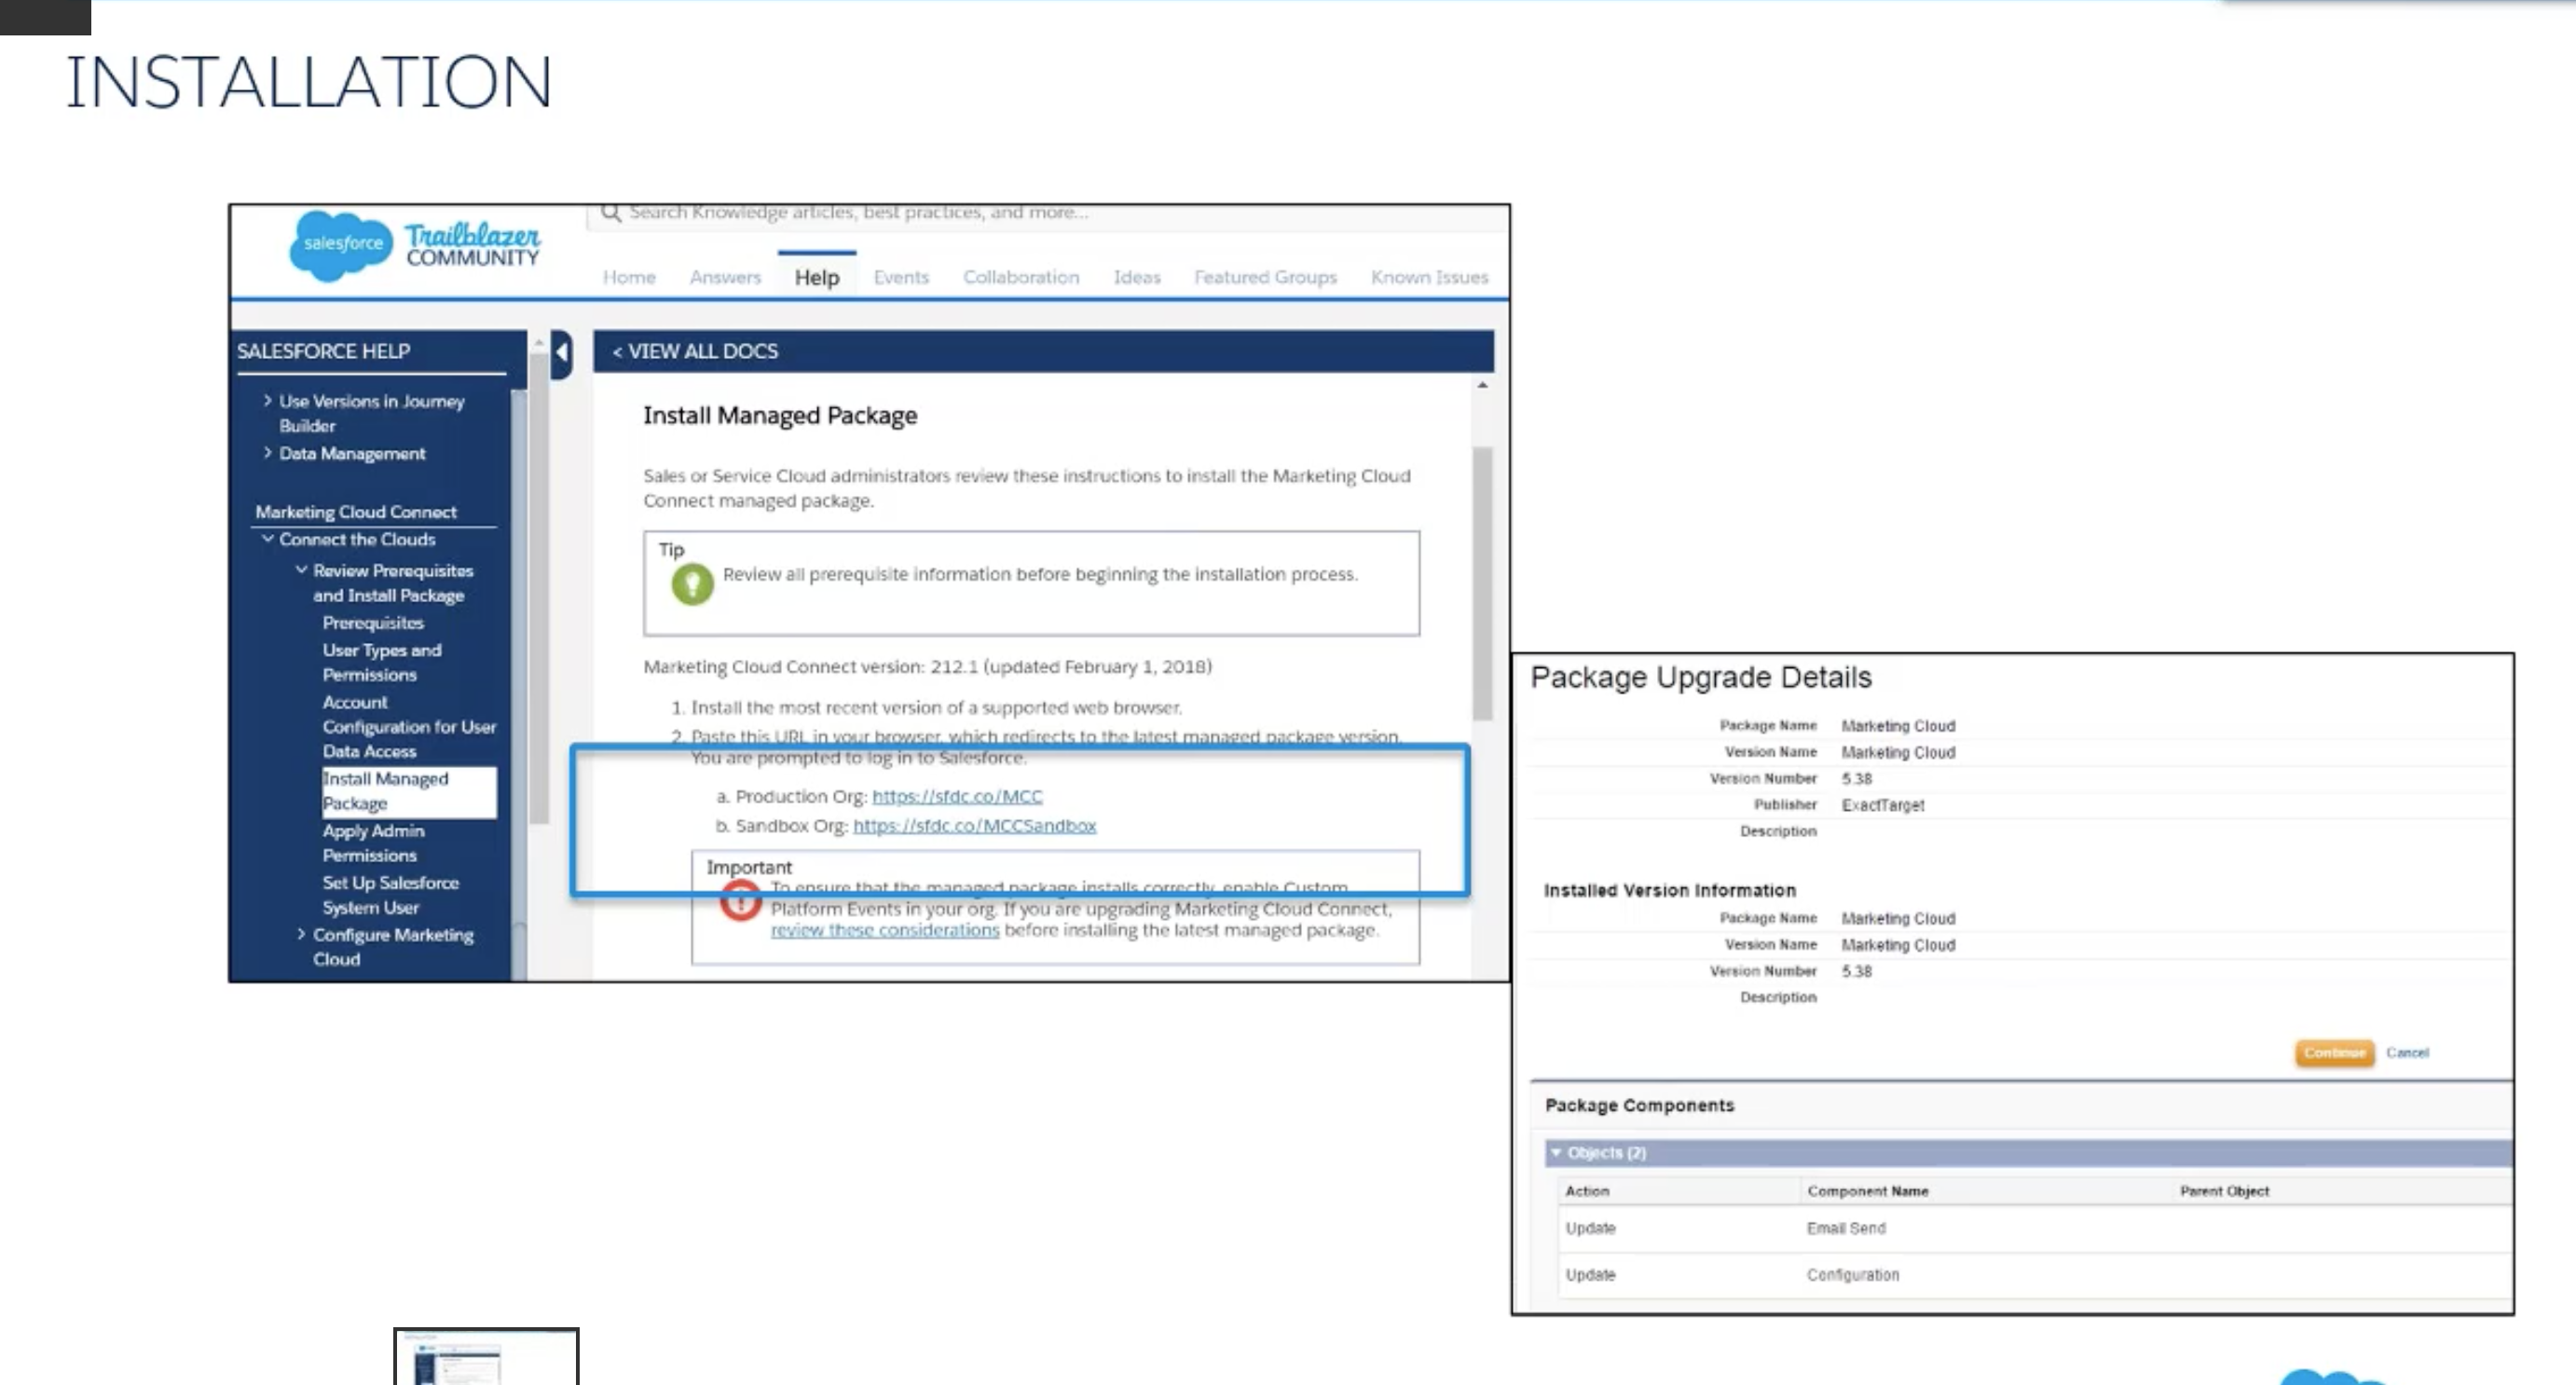 INSTALLATION
salesforce
Trailblazer
COMMUNITY
Search Knowledge articles, best practices, and more...
Home Answers Help Events Collaboration Ideas Featured Groups Known Issues
SALESFORCE HELP
> Use Versions in Journey
Builder
> Data Management
Marketing Cloud Connect
Connect the Clouds
Review Prerequisites
and Install Package
Prerequisites
User Types and
Permissions
Account
Configuration for User
Data Access
Install Managed
Package
Apply Admin
Permissions
Set Up Salesforce
System User
> Configure Marketing
Cloud
< VIEW ALL DOCS
Install Managed Package
Sales or Service Cloud administrators review these instructions to install the Marketing Cloud
Connect managed package.
Tip
Review all prerequisite information before beginning the installation process.
Marketing Cloud Connect version: 212.1 (updated February 1, 2018)
1. Install the most recent version of a supported web browser.
2. Paste this URL in your browser, which redirects to the latest managed package version.
You are prompted to log in to Salesforce.
a. Production Org: https://sfdc.co/MCC
b. Sandbox Org: https://sfdc.co/MCCSandbox
Important
To ensure that the managed package installs correctly, enable Custom
Platform Events in your org. If you are upgrading Marketing Cloud Connect,
review these considerations before installing the latest managed package.
Package Upgrade Details
Package Name Marketing Cloud
Version Name Marketing Cloud
Version Number 5.38
Publisher ExactTarget
Description
Installed Version Information
Package Name Marketing Cloud
Version Name Marketing Cloud
Version Number 5.38
Description
Continue Cancel
Package Components
Objects (2)
Action Component Name Parent Object
Update Email Send
Update Configuration